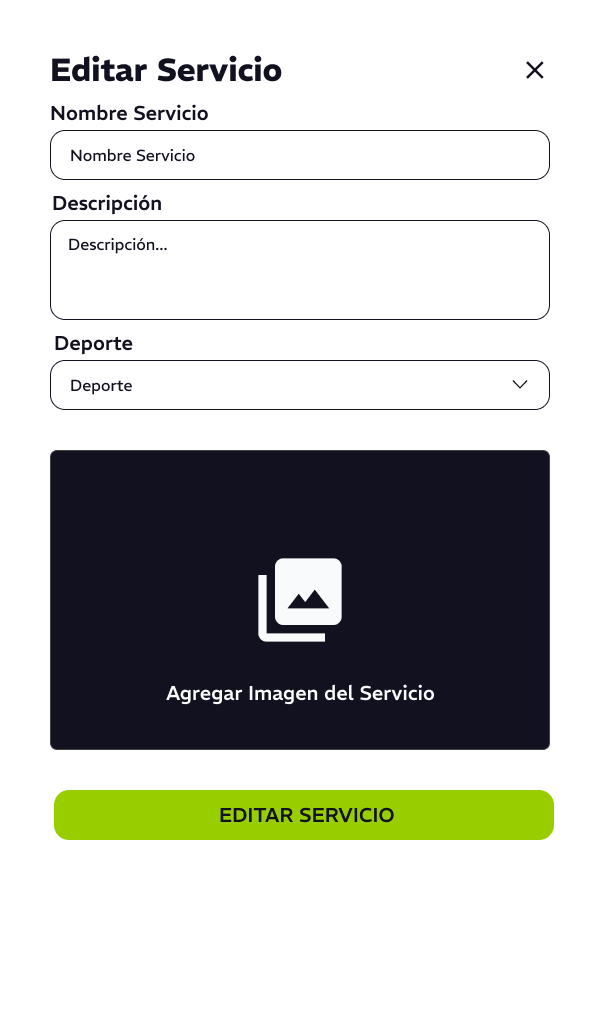 Editar Servicio
Nombre Servicio
Nombre Servicio
Descripción
Descripción...
Deporte
Deporte
Agregar Imagen del Servicio
EDITAR SERVICIO